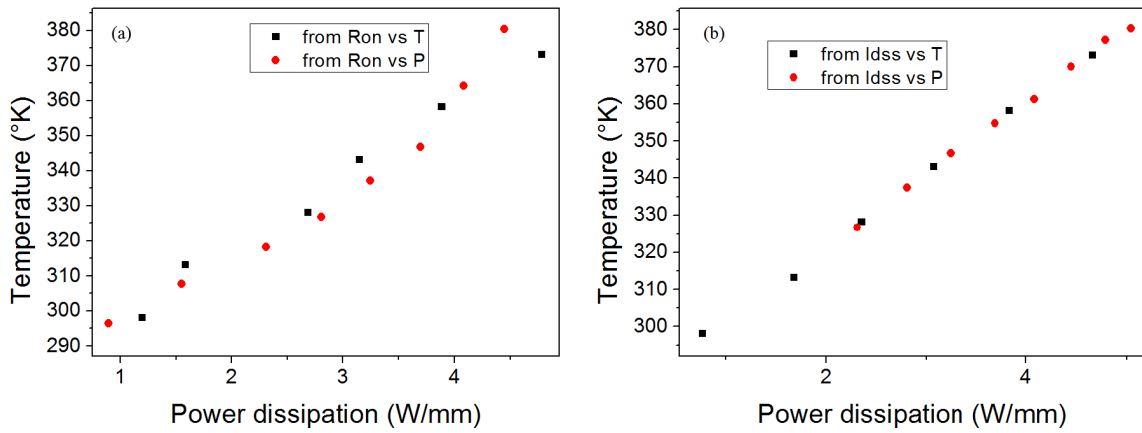 (a)
from Ron vs T
from Ron vs P
Temperature (°K)
380
370
360
350
340
330
320
310
300
290
1
2
3
4
Power dissipation (W/mm)
(b)
from Idss vs T
from Idss vs P
Temperature (°K)
380
370
360
350
340
330
320
310
300
2
4
Power dissipation (W/mm)